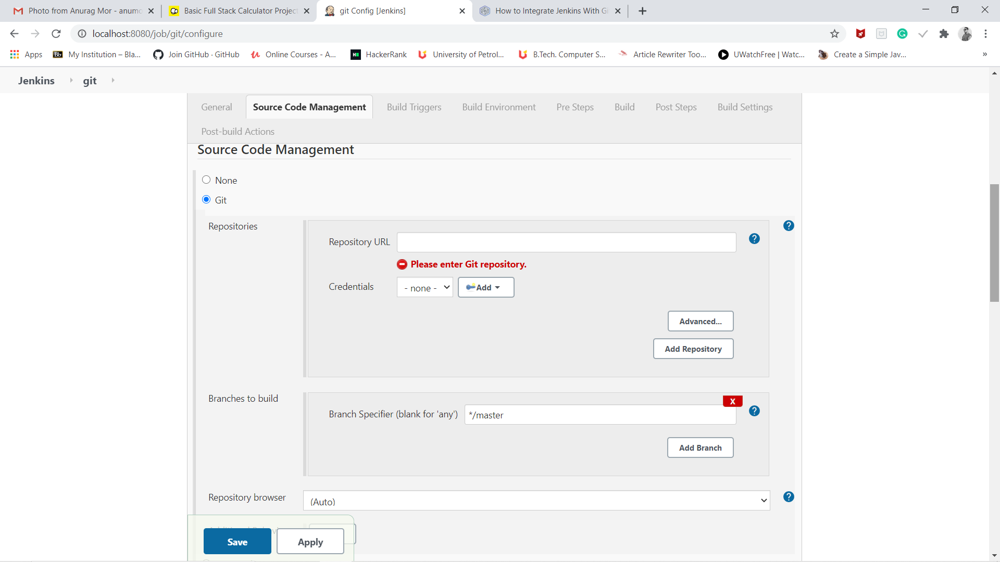 Photo from Anurag Mor - anumo
Basic Full Stack Calculator Project
git Config [Jenkins]
How to Integrate Jenkins With Gi
localhost:8080/job/git/configure
Apps
Bb
My Institution – Bla...
Join GitHub · GitHub
Online Courses - A...
HackerRank
University of Petrol...
B.Tech. Computer S...
Article Rewriter Too...
UWatchFree | Watc...
Create a Simple Jav...
»
Jenkins
git
General
Source Code Management
Build Triggers
Build Environment
Pre Steps
Build
Post Steps
Build Settings
Post-build Actions
Source Code Management
None
Git
Repositories
?
Repository URL
?
Please enter Git repository.
Credentials
- none -
Add
Advanced...
Add Repository
Branches to build
X
Branch Specifier (blank for 'any')
*/master
?
Add Branch
Repository browser
(Auto)
?
Save
Apply